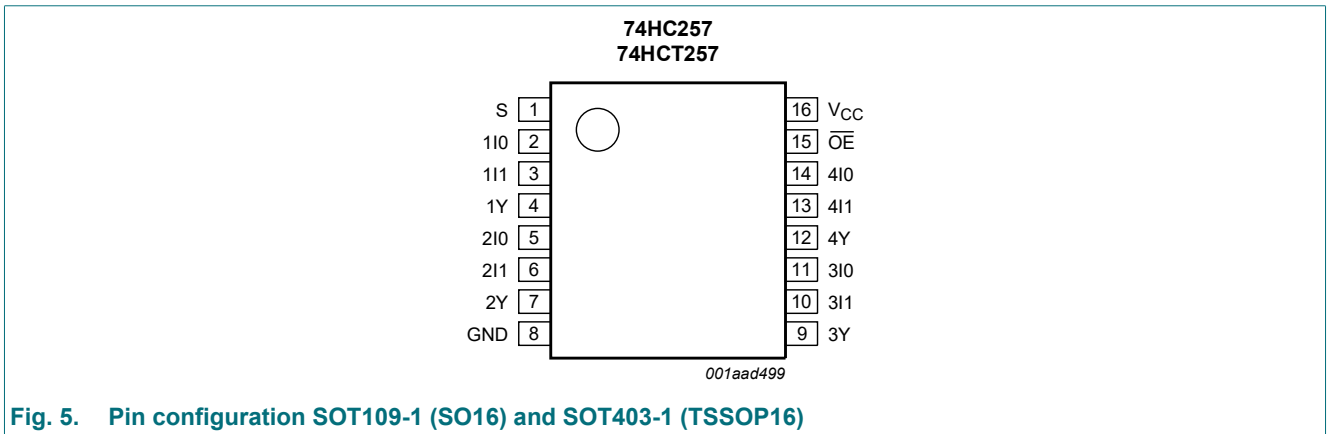 74HC257
74HCT257
S 1
1I0 2
1I1 3
1Y 4
2I0 5
2I1 6
2Y 7
GND 8
16 VCC
15 OE
14 4I0
13 4I1
12 4Y
11 3I0
10 3I1
9 3Y
001aad499
Fig. 5. Pin configuration SOT109-1 (SO16) and SOT403-1 (TSSOP16)